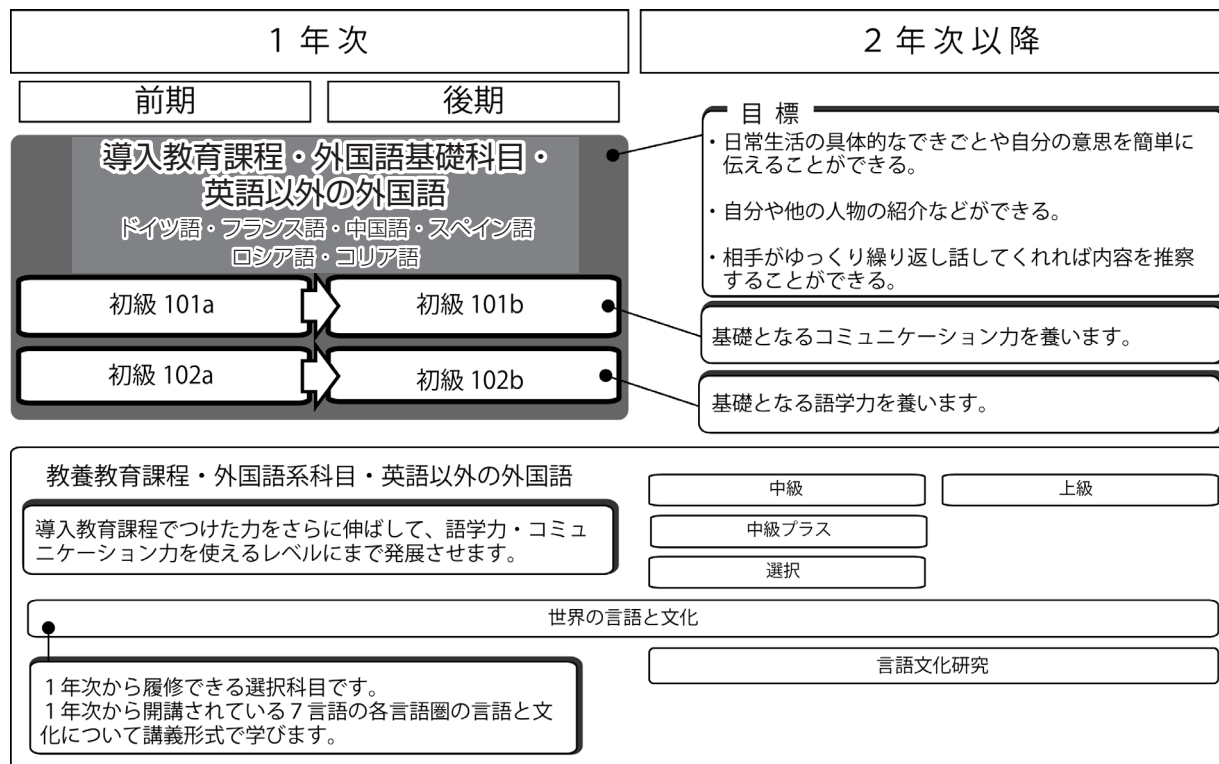 1 年 次
2 年 次 以 降
前期
後期
導入教育課程・外国語基礎科目・
英語以外の外国語
ドイツ語・フランス語・中国語・スペイン語
ロシア語・コリア語
初級 101a
初級 101b
初級 102a
初級 102b
目 標
・日常生活の具体的なできごとや自分の意思を簡単に
伝えることができる。
・自分や他の人物の紹介などができる。
・相手がゆっくり繰り返し話してくれれば内容を推察
することができる。
基礎となるコミュニケーション力を養います。
基礎となる語学力を養います。
教養教育課程・外国語系科目・英語以外の外国語
導入教育課程でつけた力をさらに伸ばして、語学力・コミュ
ニケーション力を使えるレベルにまで発展させます。
中級
上級
中級プラス
選択
世界の言語と文化
言語文化研究
1 年次から履修できる選択科目です。
1 年次から開講されている 7 言語の各言語圏の言語と文
化について講義形式で学びます。